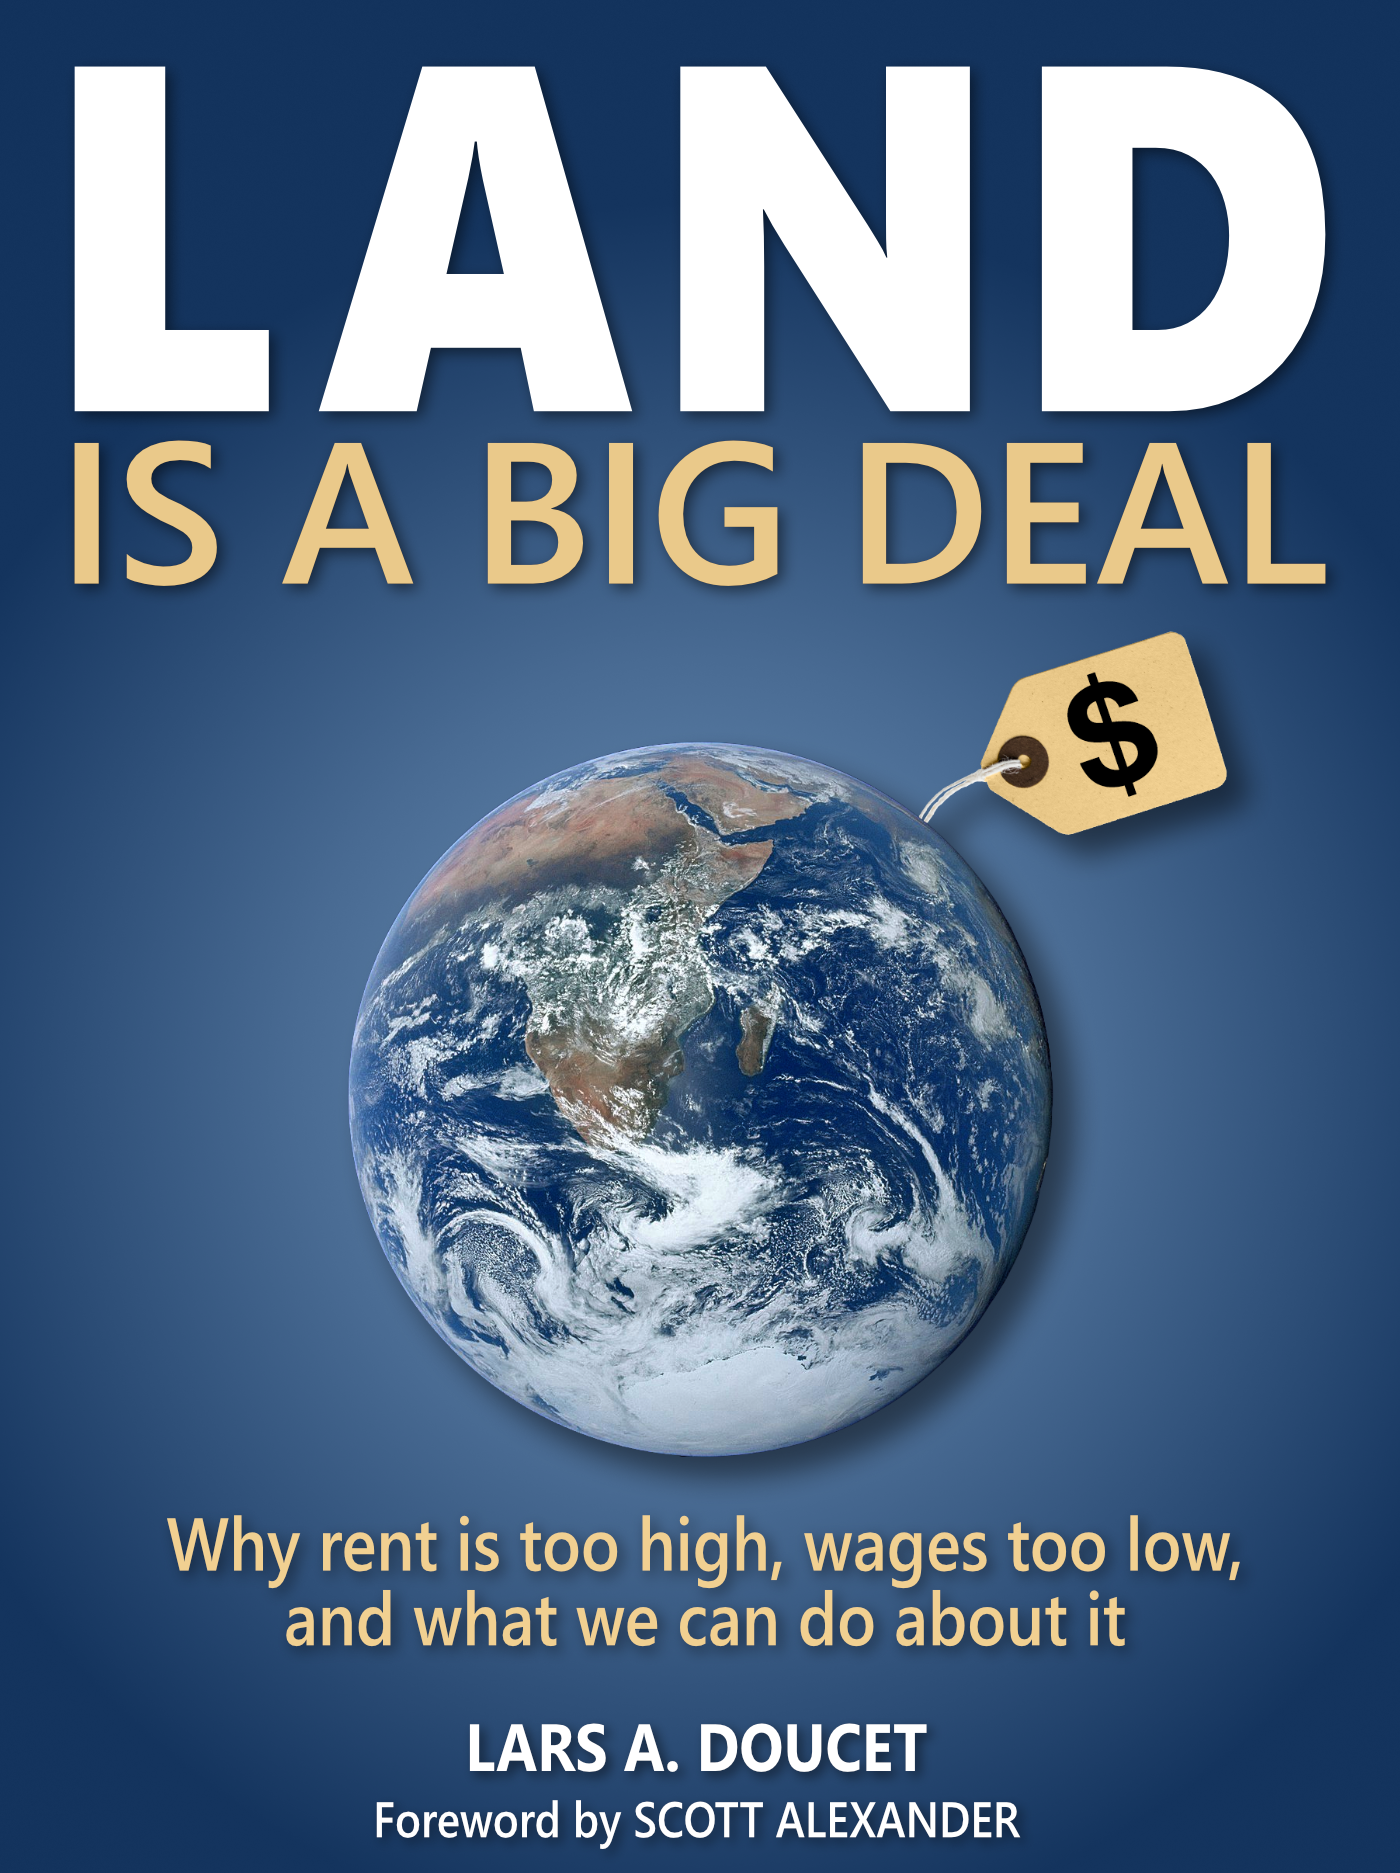 LAND
IS A BIG DEAL
$
Why rent is too high, wages too low,
and what we can do about it
LARS A. DOUCET
Foreword by SCOTT ALEXANDER